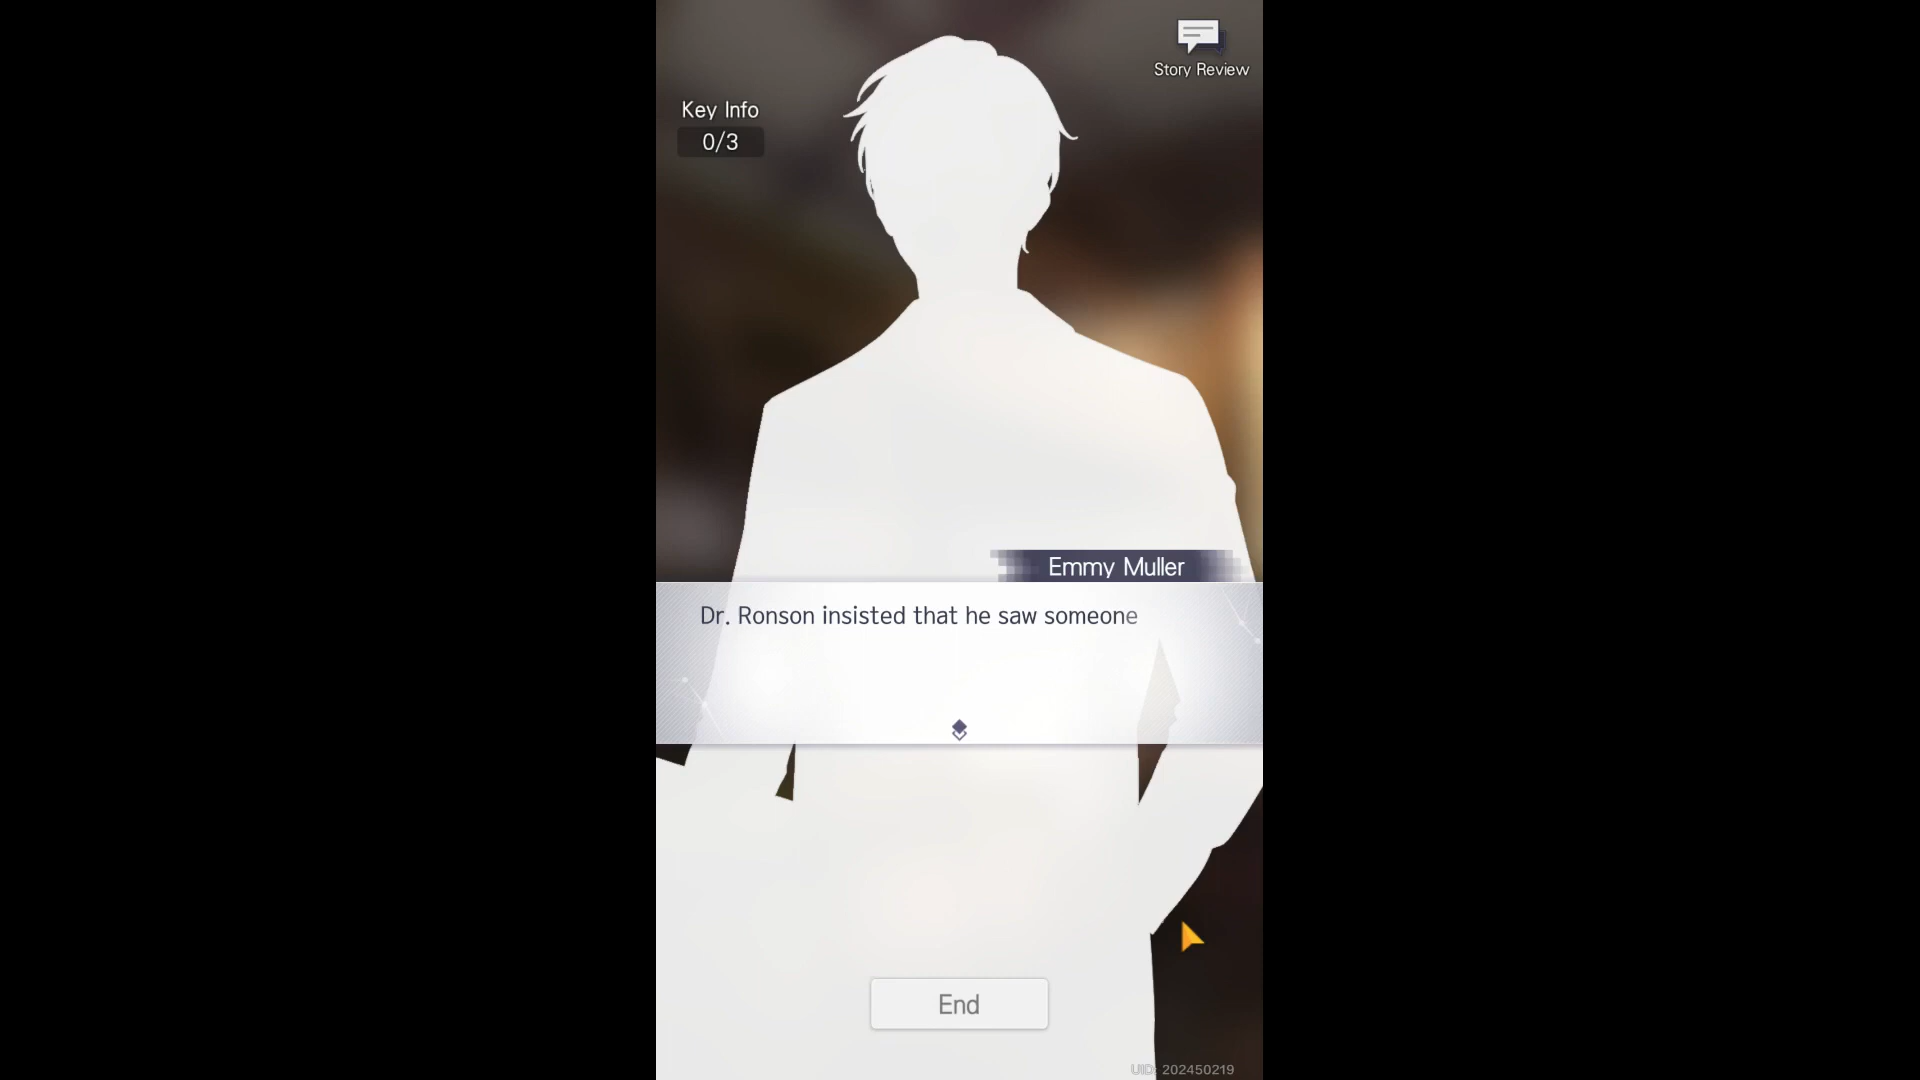 Story Review
Key Info
0/3
Emmy Muller
Dr. Ronson insisted that he saw someone
End
UID: 202450219